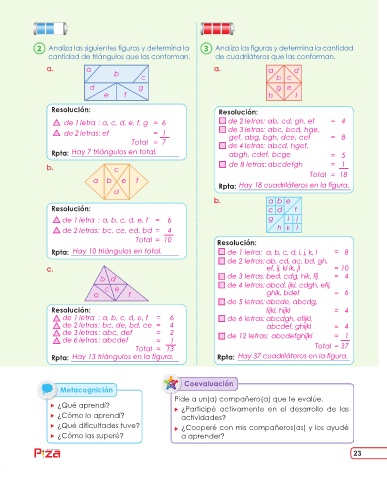 2 Analiza las siguientes figuras y determina la
cantidad de triángulos que las conforman.
a.
a
b
c
d
e
f
g
Resolución:
de 1 letra : a, c, d, e, f, g = 6
de 2 letras: ef = 1
Total = 7
Rpta: Hay 7 triángulos en total.
b.
c
a b e f
d
Resolución:
de 1 letra : a, b, c, d, e, f = 6
de 2 letras; bc, ce, ed, bd = 4
Total = 10
Rpta: Hay 10 triángulos en total.
c.
b d
c e
a f
Resolución:
de 1 letra : a, b, c, d, e, f = 6
de 2 letras; bc, de, bd, ce = 4
de 3 letras: abc, def = 2
de 6 letras: abcdef = 1
Total = 13
Rpta: Hay 13 triángulos en la figura.
3 Analiza las figuras y determina la cantidad
de cuadriláteros que las conforman.
a.
a d
b c
g e
h f
Resolución:
de 2 letras; ab, cd, gh, ef = 4
de 3 letras; abc, bcd, hge,
gef, abg, bgh, dce, cef = 8
de 4 letras: abcd, hgef,
abgh, cdef, bcge = 5
de 8 letras: abcdefgh = 1
Total = 18
Rpta: Hay 18 cuadriláteros en la figura.
b.
a b e
c d f
g i j
h k l
Resolución:
de 1 letra: a, b, c, d, i, j, k, l = 8
de 2 letras; ab, cd, ac, bd, gh,
ef, ij, kl ik, jl = 10
de 3 letras; bed, cdg, hik, fij = 4
de 4 letras; abcd, ijkl, cdgh, efij,
ghik, bdef = 6
de 5 letras; abcde, abcdg,
fijkl, hijkl = 4
de 6 letras: abcdgh, efijkl,
abcdef, ghijkl = 4
de 12 letras; abcdefghijkl = 1
Total = 37
Rpta: Hay 37 cuadriláteros en la figura.
Metacognición
¿Qué aprendí?
¿Cómo lo aprendí?
¿Qué dificultades tuve?
¿Cómo las superé?
Coevaluación
Pide a un(a) compañero(a) que te evalúe.
¿Participé activamente en el desarrollo de las
actividades?
¿Cooperé con mis compañeros(as) y los ayudé
a aprender?
23